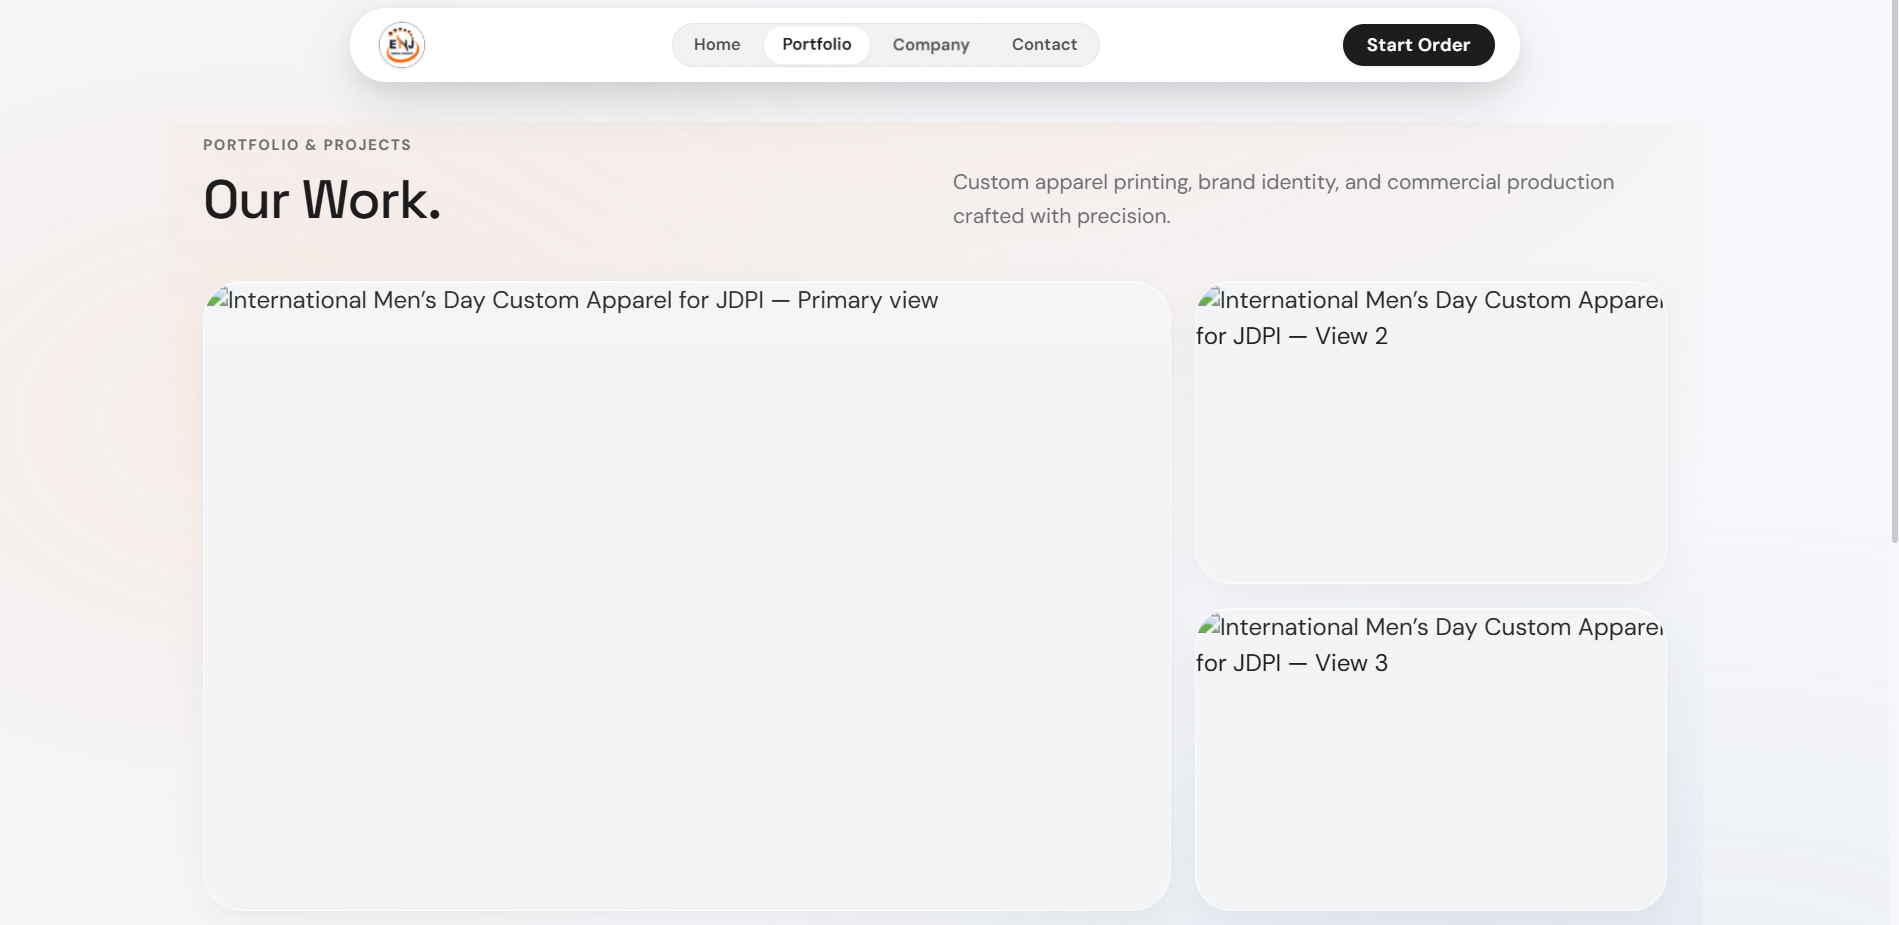 ENJ
Home
Portfolio
Company
Contact
Start Order
PORTFOLIO & PROJECTS
Our Work.
Custom apparel printing, brand identity, and commercial production
crafted with precision.
International Men’s Day Custom Apparel for JDPI — Primary view
International Men’s Day Custom Apparel
for JDPI — View 2
International Men’s Day Custom Apparel
for JDPI — View 3